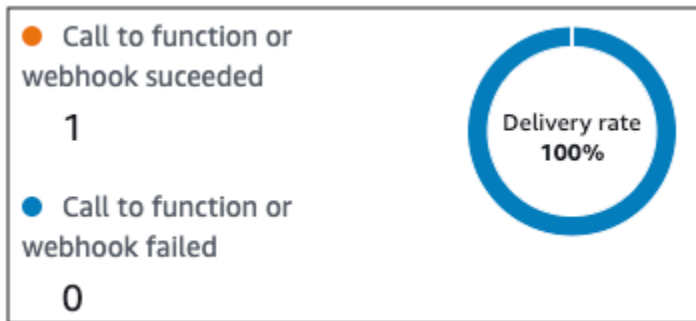 Call to function or
webhook suceeded
1
Call to function or
webhook failed
0
Delivery rate
100%